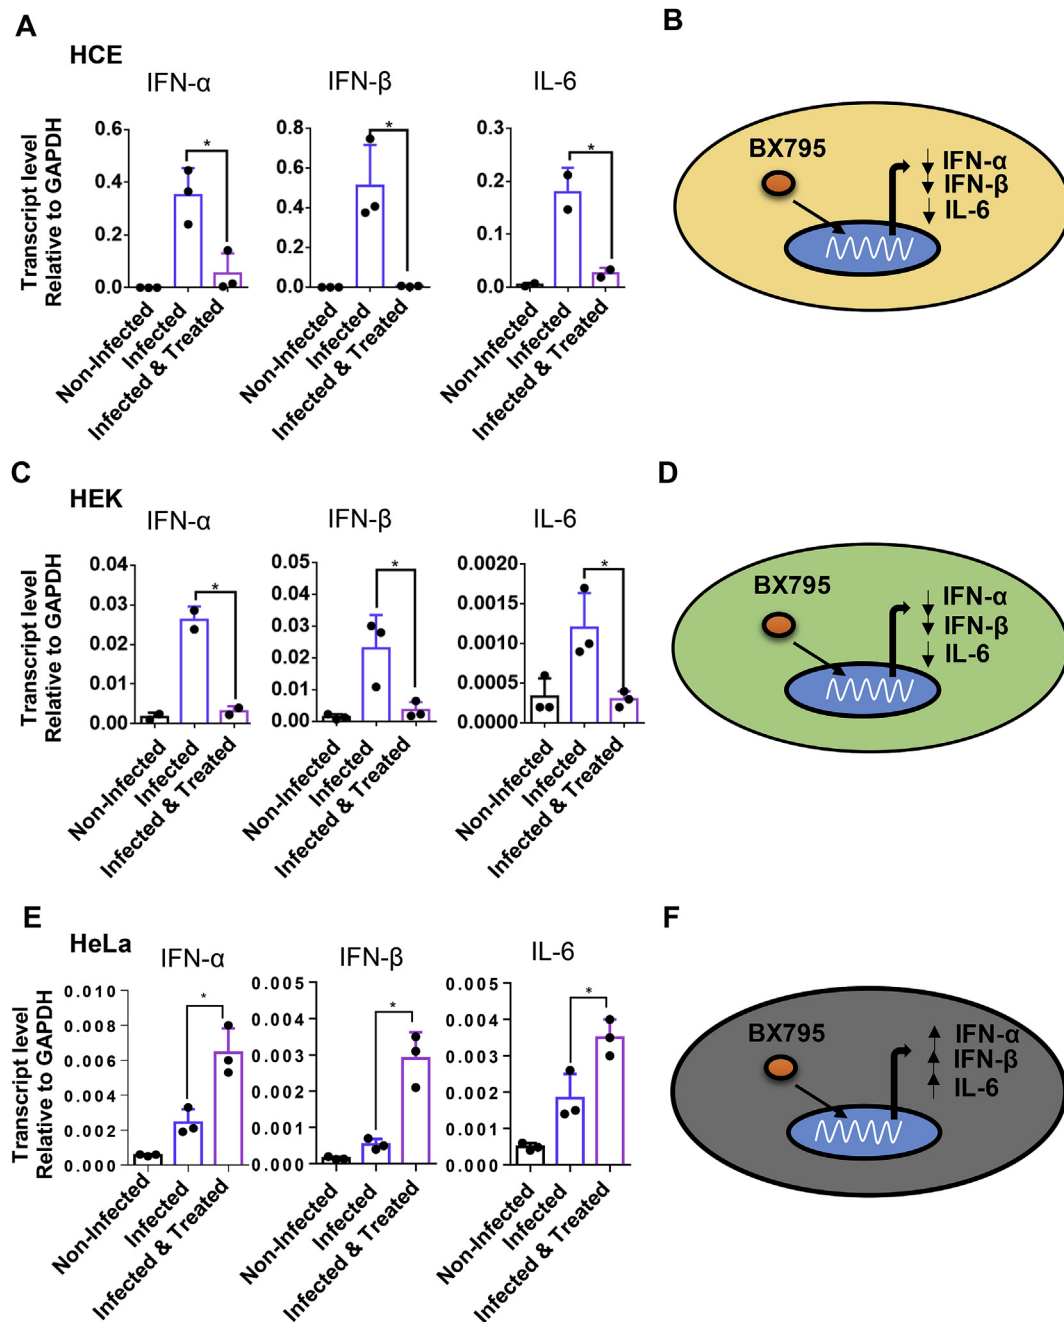 A
HCE
IFN-α
IFN-β
IL-6
Transcript level
Relative to GAPDH
0.6
0.4
0.2
0.0
*
Non-Infected
Infected
Infected & Treated
0.8
0.6
0.4
0.2
0.0
*
Non-Infected
Infected
Infected & Treated
0.3
0.2
0.1
0.0
*
Non-Infected
Infected
Infected & Treated
B
BX795
IFN-α
IFN-β
IL-6
C
HEK
IFN-α
IFN-β
IL-6
Transcript level
Relative to GAPDH
0.04
0.03
0.02
0.01
0.00
*
Non-Infected
Infected
Infected & Treated
0.05
0.04
0.03
0.02
0.01
0.00
*
Non-Infected
Infected
Infected & Treated
0.0020
0.0015
0.0010
0.0005
0.0000
*
Non-Infected
Infected
Infected & Treated
D
BX795
IFN-α
IFN-β
IL-6
E
HeLa
IFN-α
IFN-β
IL-6
Transcript level
Relative to GAPDH
0.010
0.008
0.006
0.004
0.002
0.000
*
Non-Infected
Infected
Infected & Treated
0.005
0.004
0.003
0.002
0.001
0.000
*
Non-Infected
Infected
Infected & Treated
0.005
0.004
0.003
0.002
0.001
0.000
*
Non-Infected
Infected
Infected & Treated
F
BX795
IFN-α
IFN-β
IL-6